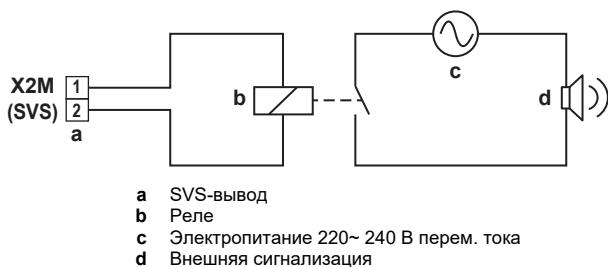 c
X2M 1
b d
(SVS) 2
a
a SVS-вывод
b Реле
c Электропитание 220~ 240 В перем. тока
d Внешняя сигнализация